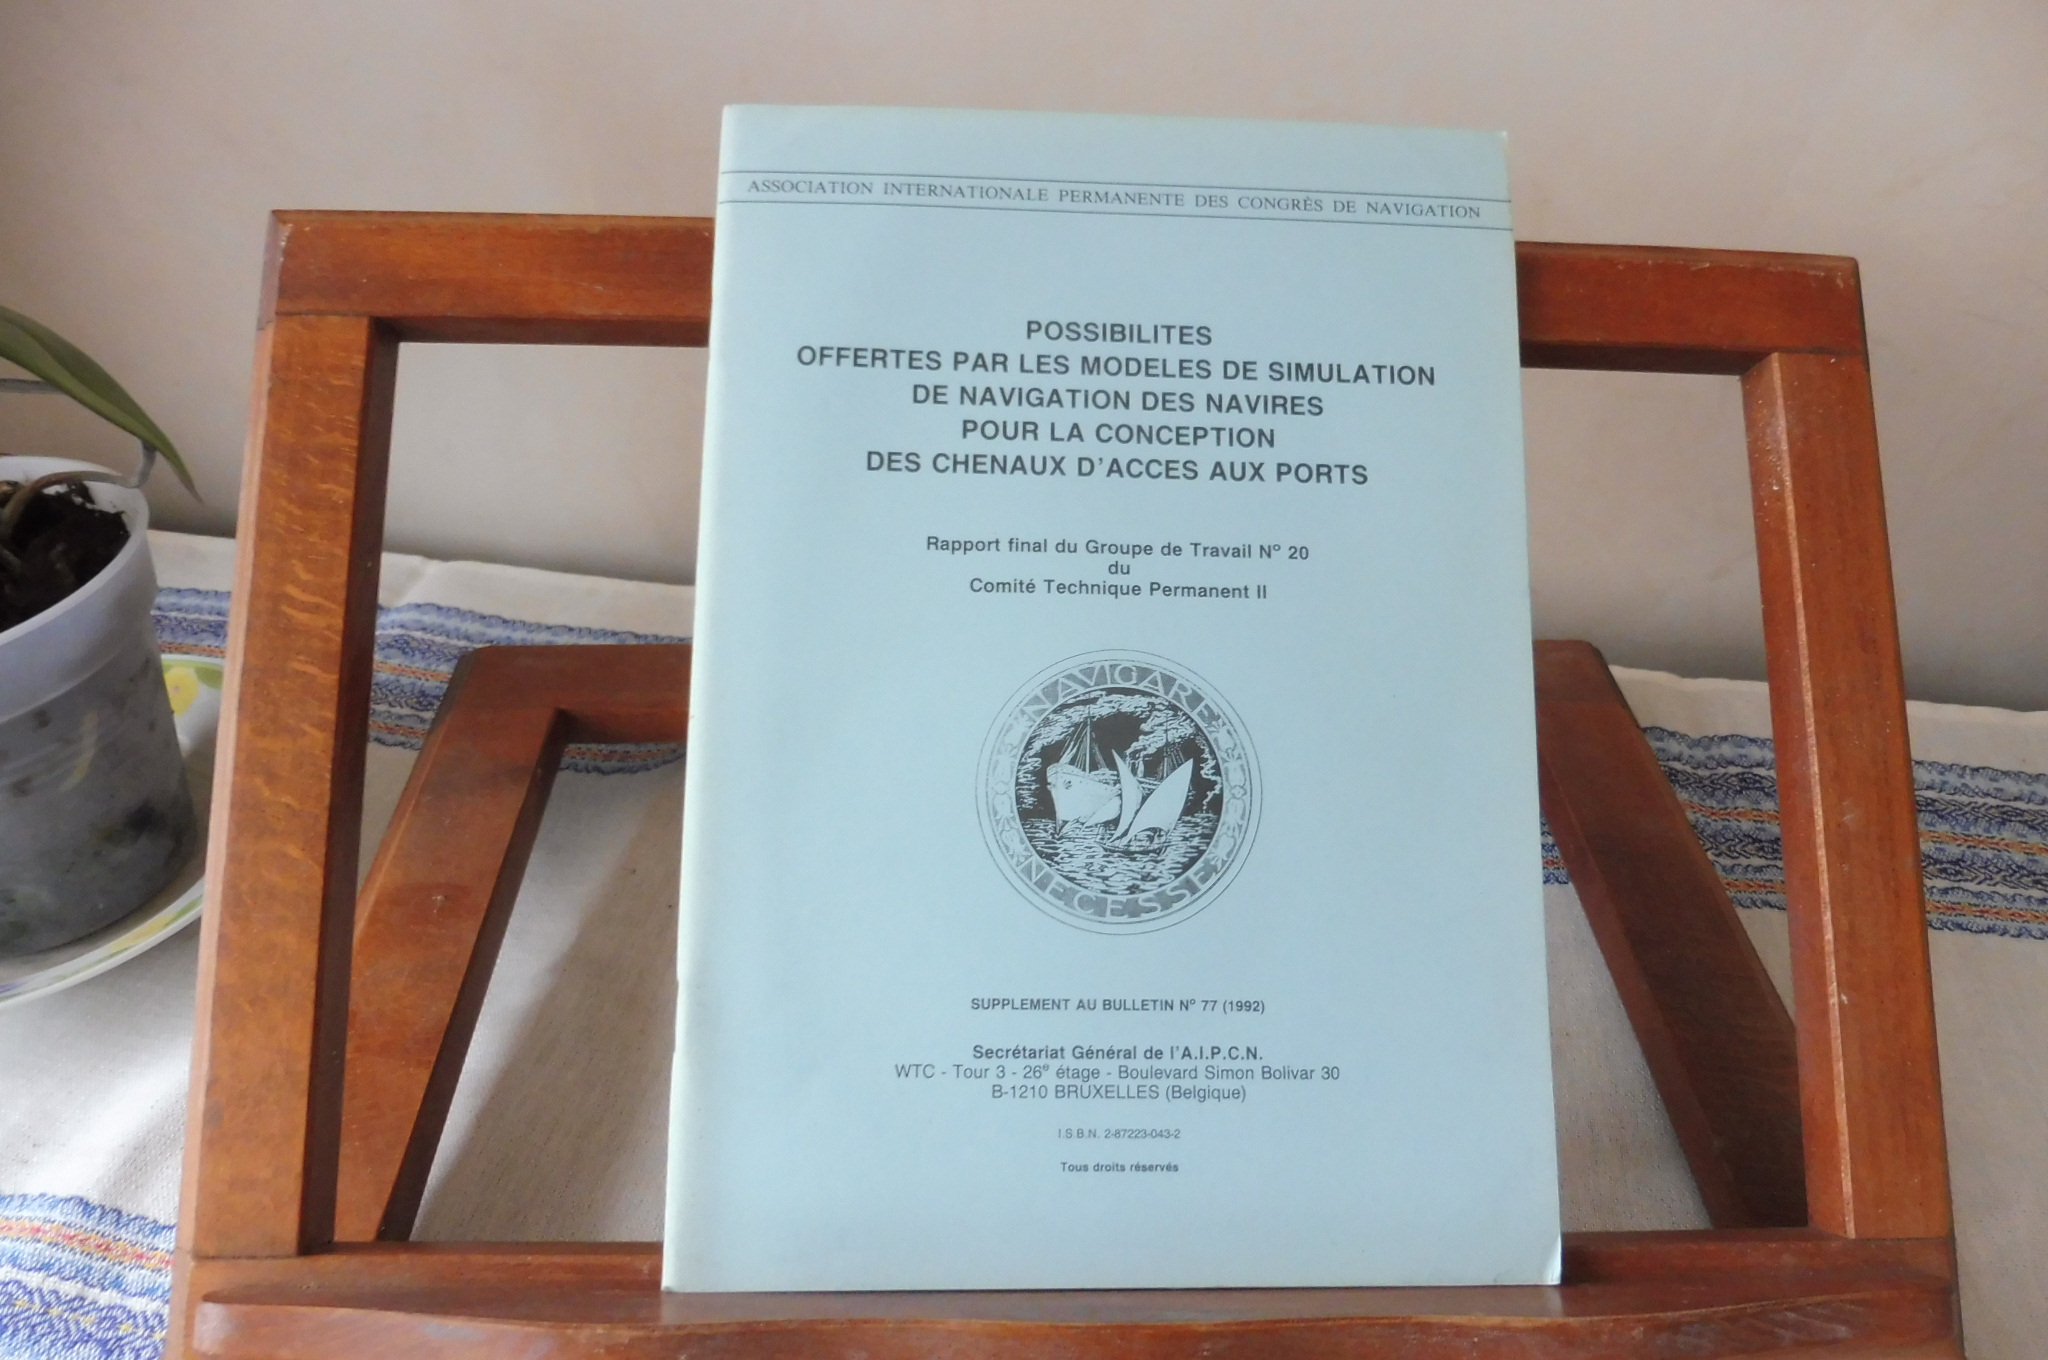 ASSOCIATION INTERNATIONALE PERMANENTE DES CONGRÈS DE NAVIGATION
POSSIBILITES
OFFERTES PAR LES MODELES DE SIMULATION
DE NAVIGATION DES NAVIRES
POUR LA CONCEPTION
DES CHENAUX D'ACCES AUX PORTS
Rapport final du Groupe de Travail Nº 20
du
Comité Technique Permanent II
NAVIGARE
NECESSE
SUPPLEMENT AU BULLETIN Nº 77 (1992)
Secrétariat Général de l'A.I.P.C.N.
WTC - Tour 3 - 26e étage - Boulevard Simon Bolivar 30
B-1210 BRUXELLES (Belgique)
I.S.B.N. 2-87223-043-2
Tous droits réservés